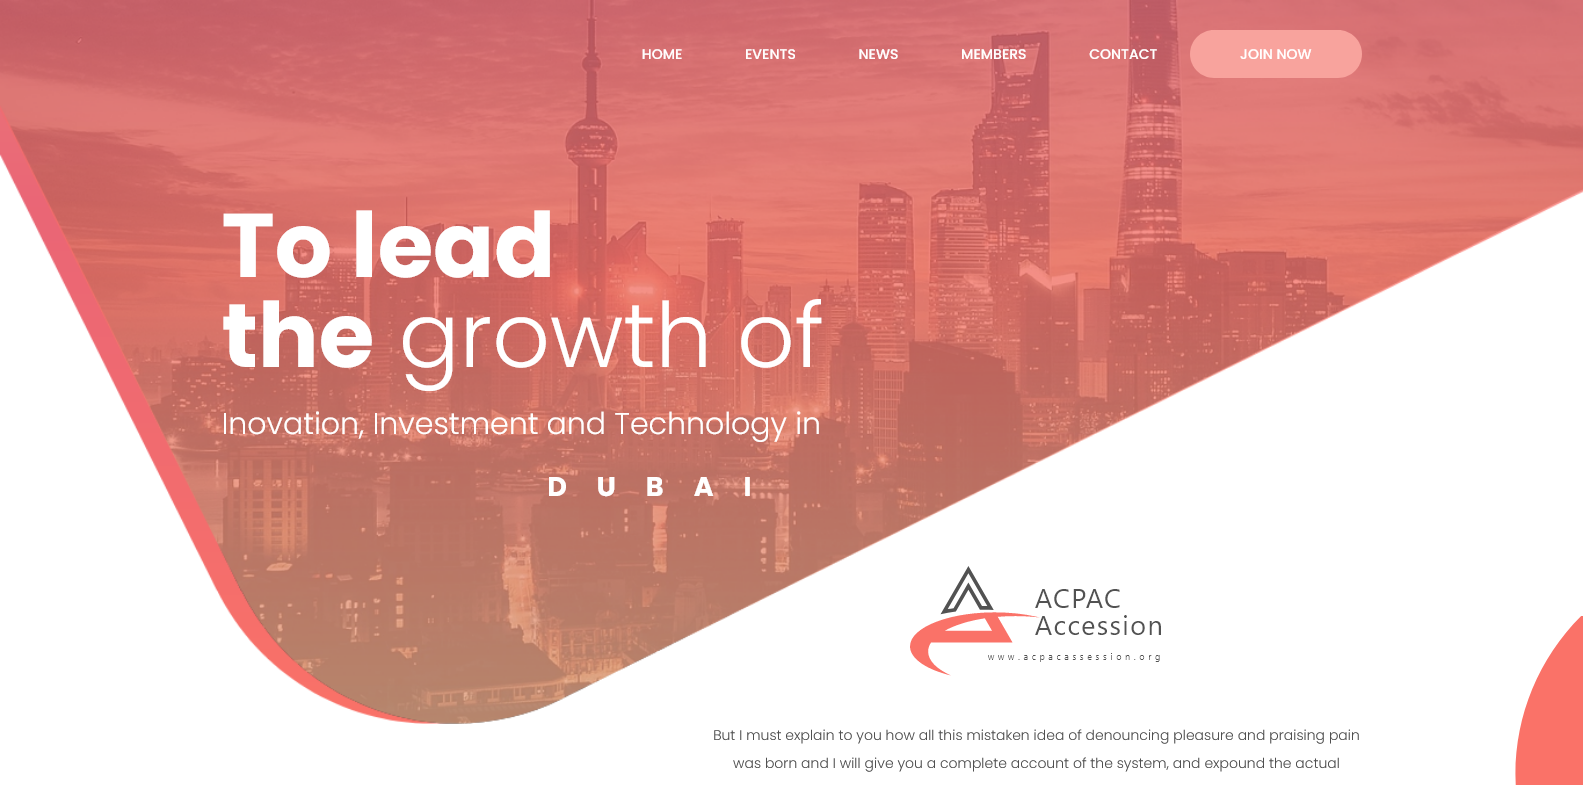 HOME EVENTS NEWS MEMBERS CONTACT JOIN NOW
To lead
the growth of
Inovation, Investment and Technology in
DUBAI
ACPAC
Accession
www.acpacassession.org
But I must explain to you how all this mistaken idea of denouncing pleasure and praising pain
was born and I will give you a complete account of the system, and expound the actual